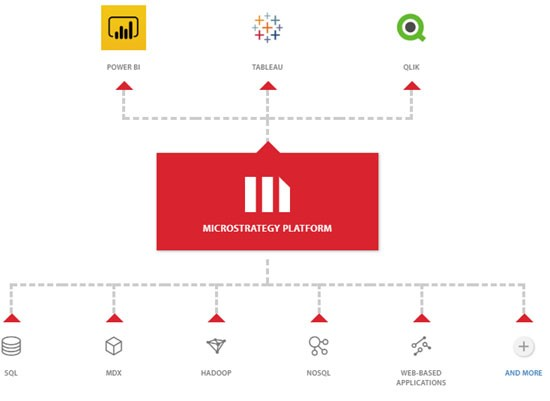 POWER BI
TABLEAU
QLIK
MICROSTRATEGY PLATFORM
SQL
MDX
HADOOP
NOSQL
WEB-BASED
APPLICATIONS
AND MORE